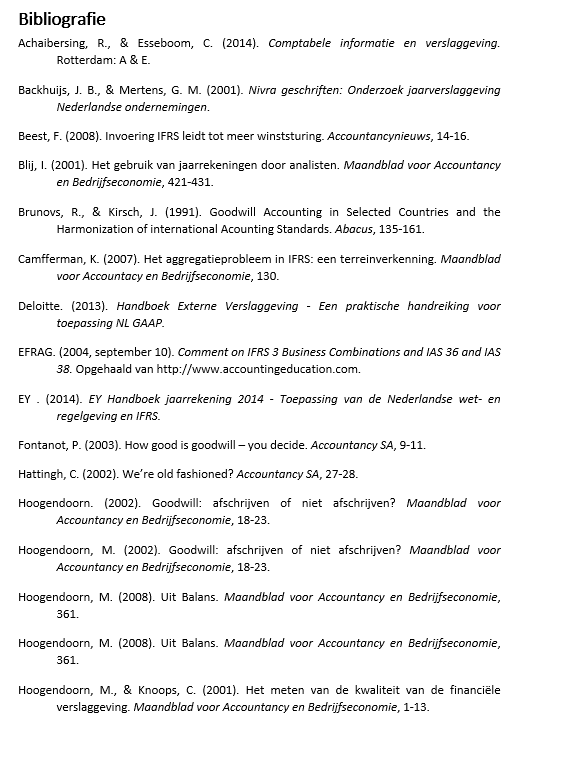 Bibliografie
Achaibersing, R., & Esseboom, C. (2014). Comptabele informatie en verslaggeving.
Rotterdam: A & E.
Backhuijs, J. B., & Mertens, G. M. (2001). Nivra geschriften: Onderzoek jaarverslaggeving
Nederlandse ondernemingen.
Beest, F. (2008). Invoering IFRS leidt tot meer winststuring. Accountancynieuws, 14-16.
Blij, I. (2001). Het gebruik van jaarrekeningen door analisten. Maandblad voor Accountancy
en Bedrijfseconomie, 421-431.
Brunovs, R., & Kirsch, J. (1991). Goodwill Accounting in Selected Countries and the
Harmonization of international Acounting Standards. Abacus, 135-161.
Camfferman, K. (2007). Het aggregatieprobleem in IFRS: een terreinverkenning. Maandblad
voor Accountacy en Bedrijfseconomie, 130.
Deloitte. (2013). Handboek Externe Verslaggeving - Een praktische handreiking voor
toepassing NL GAAP.
EFRAG. (2004, september 10). Comment on IFRS 3 Business Combinations and IAS 36 and IAS
38. Opgehaald van http://www.accountingeducation.com.
EY . (2014). EY Handboek jaarrekening 2014 - Toepassing van de Nederlandse wet- en
regelgeving en IFRS.
Fontanot, P. (2003). How good is goodwill – you decide. Accountancy SA, 9-11.
Hattingh, C. (2002). We're old fashioned? Accountancy SA, 27-28.
Hoogendoorn. (2002). Goodwill: afschrijven of niet afschrijven? Maandblad voor
Accountancy en Bedrijfseconomie, 18-23.
Hoogendoorn, M. (2002). Goodwill: afschrijven of niet afschrijven? Maandblad voor
Accountancy en Bedrijfseconomie, 18-23.
Hoogendoorn, M. (2008). Uit Balans. Maandblad voor Accountancy en Bedrijfseconomie,
361.
Hoogendoorn, M. (2008). Uit Balans. Maandblad voor Accountancy en Bedrijfseconomie,
361.
Hoogendoorn, M., & Knoops, C. (2001). Het meten van de kwaliteit van de financiële
verslaggeving. Maandblad voor Accountancy en Bedrijfseconomie, 1-13.